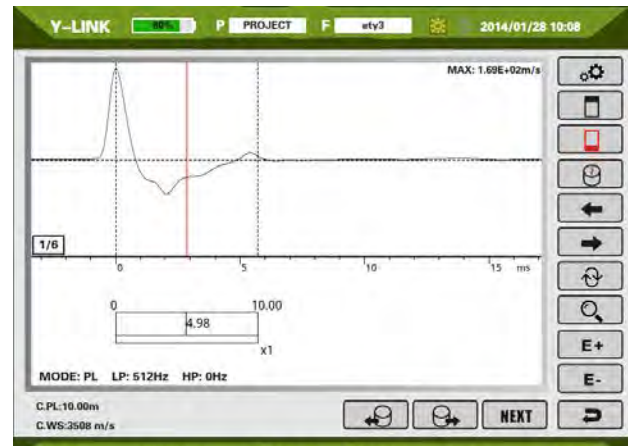 Y-LINK 80% P PROJECT F wty3 2014/01/28 10:08
MAX: 1.69E+02m/s
1/6
0 5 10 15 ms
0 10.00
4.98
x1
MODE: PL LP: 512Hz HP: 0Hz
E+
E-
C.PL:10.00m
C.WS:3508 m/s
NEXT